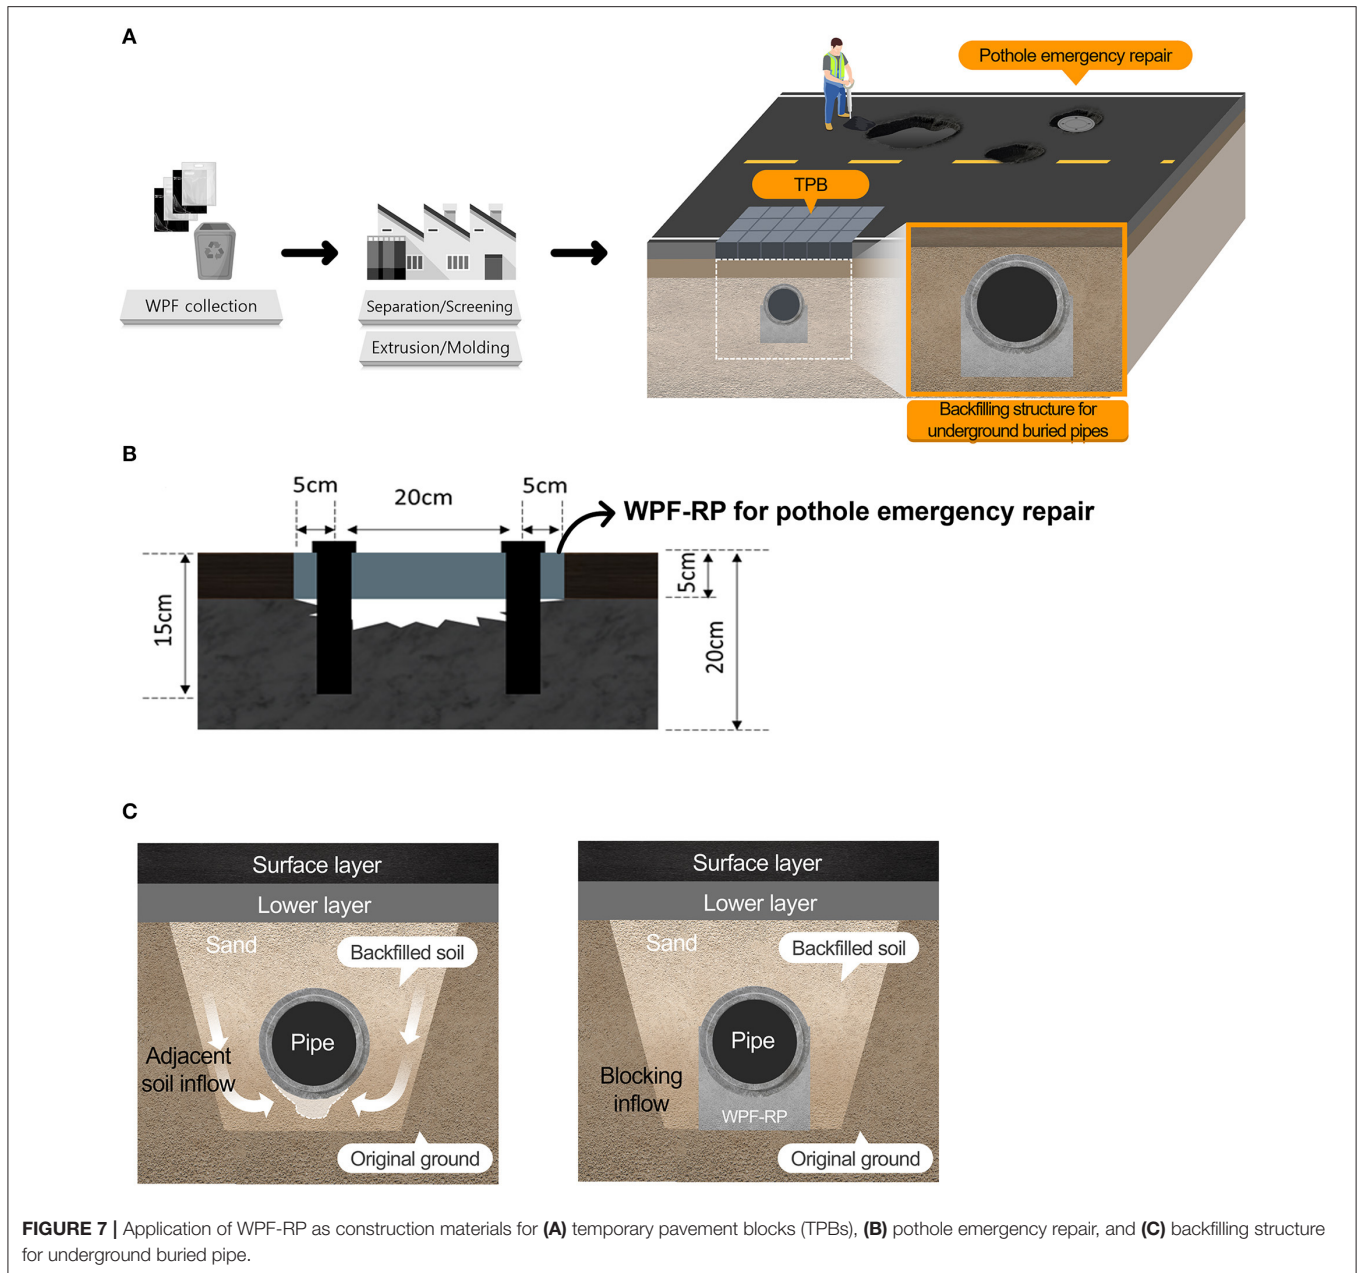 A
Pothole emergency repair
TPB
WPF collection
Separation/Screening
Extrusion/Molding
Backfilling structure for
underground buried pipes
B
5cm
20cm
5cm
WPF-RP for pothole emergency repair
15cm
5cm
20cm
C
Surface layer
Lower layer
Sand
Backfilled soil
Pipe
Adjacent
soil inflow
Original ground
Surface layer
Lower layer
Sand
Backfilled soil
Pipe
Blocking
inflow
WPF-RP
Original ground
FIGURE 7 | Application of WPF-RP as construction materials for (A) temporary pavement blocks (TPBs), (B) pothole emergency repair, and (C) backfilling structure
for underground buried pipe.